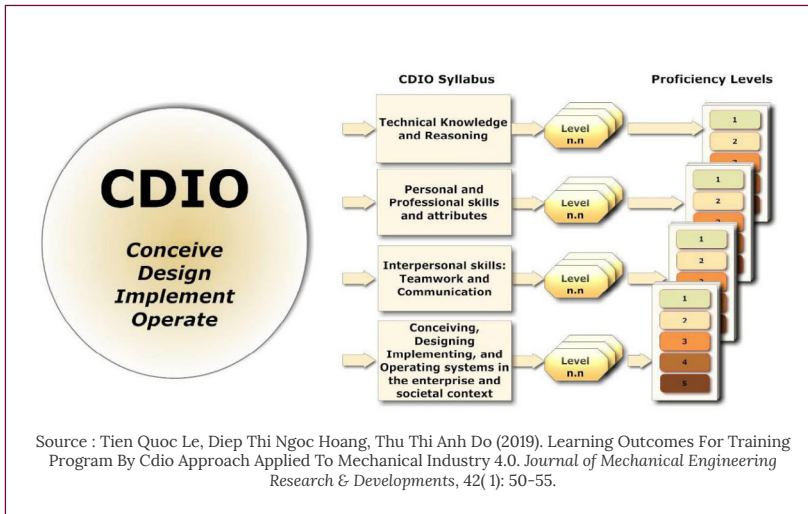 CDIO
Conceive
Design
Implement
Operate
CDIO Syllabus
Technical Knowledge
and Reasoning
Level
n.n
Personal and
Professional skills
and attributes
Level
n.n
Interpersonal skills:
Teamwork and
Communication
Level
n.n
Conceiving,
Designing
Implementing, and
Operating systems in
the enterprise and
societal context
Level
n.n
Proficiency Levels
1
2
1
2
1
2
1
2
3
4
5
Source : Tien Quoc Le, Diep Thi Ngoc Hoang, Thu Thi Anh Do (2019). Learning Outcomes For Training
Program By Cdio Approach Applied To Mechanical Industry 4.0. Journal of Mechanical Engineering
Research & Developments, 42( 1): 50-55.